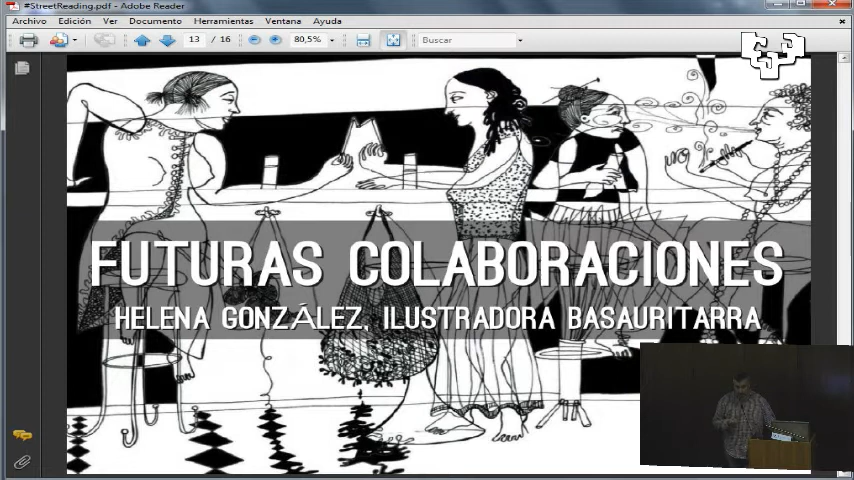 #StreetReading.pdf - Adobe Reader
Archivo Edición Ver Documento Herramientas Ventana Ayuda
13 / 16 80,5% Buscar
FUTURAS COLABORACIONES
HELENA GONZÁLEZ, ILUSTRADORA BASAURITARRA